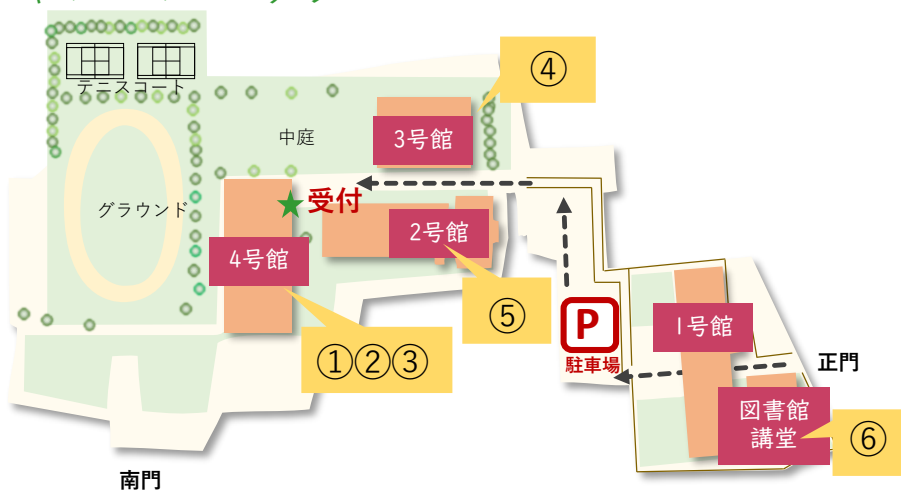 テニスコート
④
中庭
3号館
グラウンド
受付
2号館
4号館
⑤
①②③
P
駐車場
1号館
正門
図書館
講堂
⑥
南門